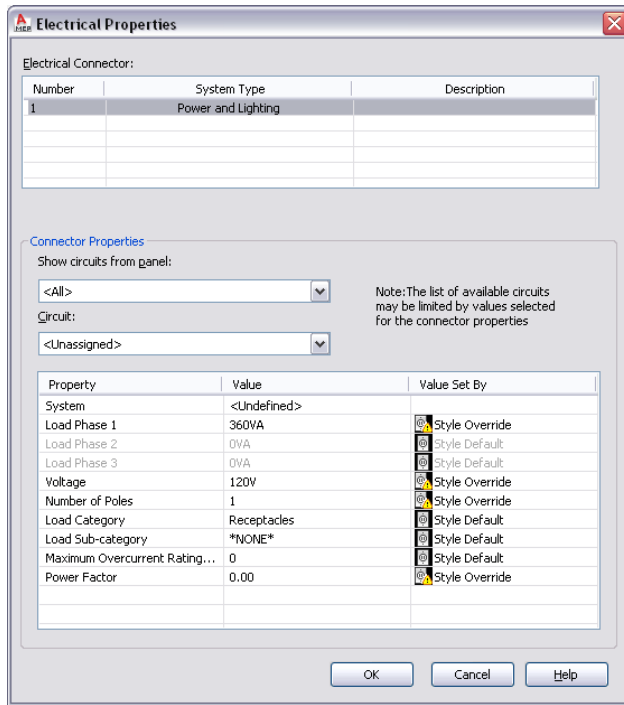 Electrical Properties
Electrical Connector:
Number System Type Description
1 Power and Lighting
Connector Properties
Show circuits from panel:
<All>
Note:The list of available circuits
may be limited by values selected
for the connector properties
Circuit:
<Unassigned>
Property Value Value Set By
System <Undefined>
Load Phase 1 360VA Style Override
Load Phase 2 0VA Style Default
Load Phase 3 0VA Style Default
Voltage 120V Style Override
Number of Poles 1 Style Override
Load Category Receptacles Style Default
Load Sub-category *NONE* Style Default
Maximum Overcurrent Rating... 0 Style Default
Power Factor 0.00 Style Override
OK Cancel Help